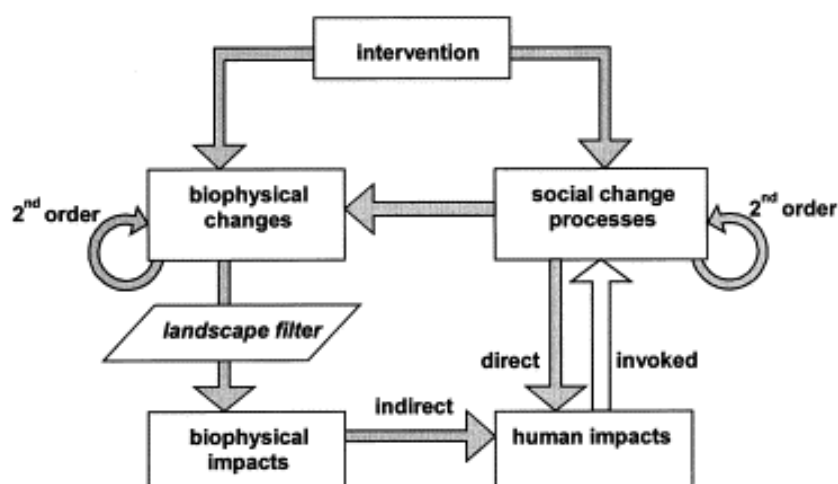 intervention
biophysical
changes
social change
processes
2nd order
2nd order
landscape filter
direct
invoked
biophysical
impacts
indirect
human impacts